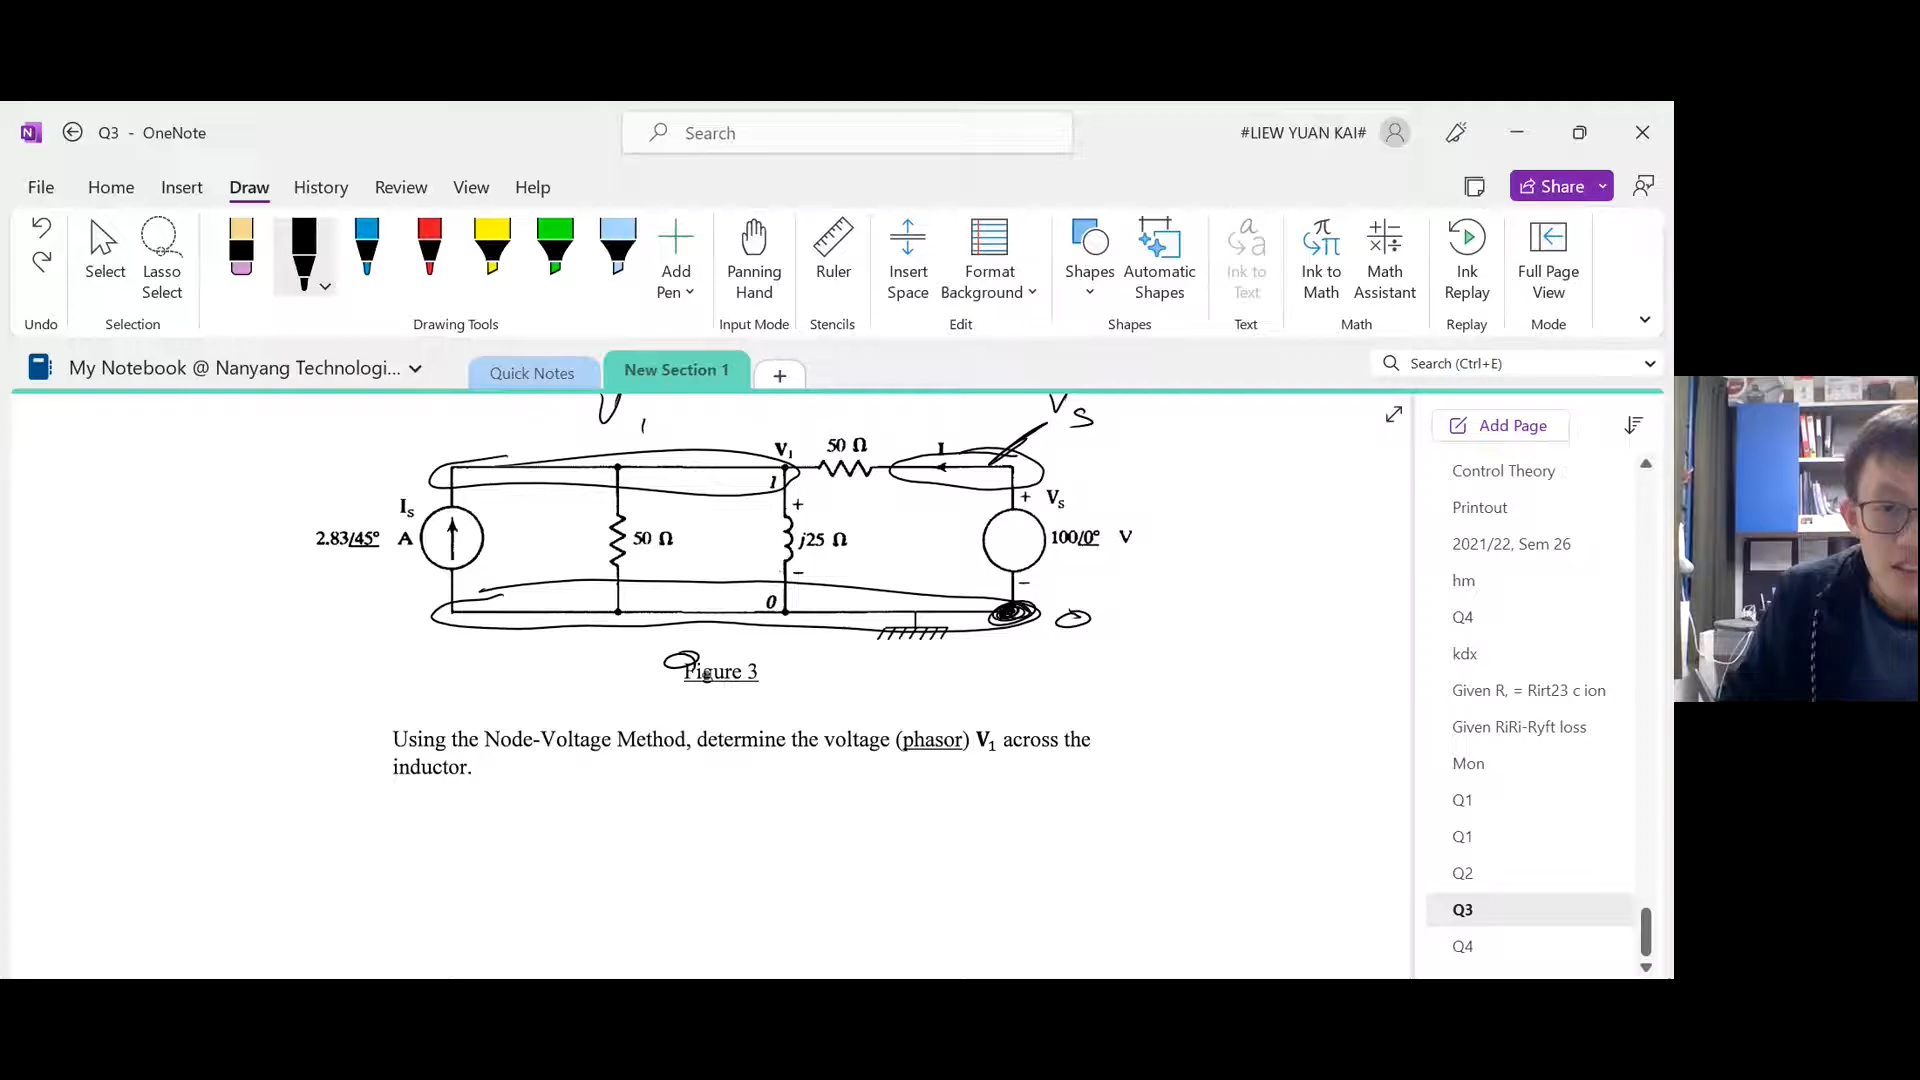 Q3 - OneNote
Search
#LIEW YUAN KAI#
File Home Insert Draw History Review View Help
Share
Select
Lasso Select
Add Pen
Panning Hand
Ruler
Insert Space
Format Background
Shapes
Automatic Shapes
Ink to Text
Ink to Math
Math Assistant
Ink Replay
Full Page View
Undo
Selection
Drawing Tools
Input Mode
Stencils
Edit
Shapes
Text
Math
Replay
Mode
My Notebook @ Nanyang Technologi...
Quick Notes
New Section 1
+
Search (Ctrl+E)
Add Page
Control Theory
Printout
2021/22, Sem 26
hm
Q4
kdx
Given R, = Rirt23 c ion
Given RiRi-Ryft loss
Mon
Q1
Q1
Q2
Q3
Q4
V1
Vs
V₁ 50 Ω I
1
+
+ Vs
Is
2.83/45° A
50 Ω
j25 Ω
100/0° V
-
-
0
Figure 3
Using the Node-Voltage Method, determine the voltage (phasor) V₁ across the
inductor.